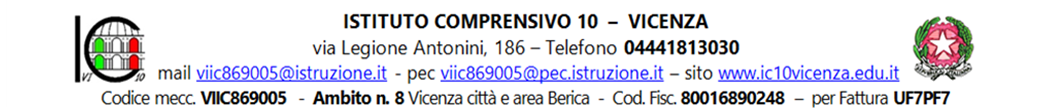 ISTITUTO COMPRENSIVO 10 – VICENZA
via Legione Antonini, 186 – Telefono 04441813030
mail viic869005@istruzione.it - pec viic869005@pec.istruzione.it – sito www.ic10vicenza.edu.it
Codice mecc. VIIC869005 - Ambito n. 8 Vicenza città e area Berica - Cod. Fisc. 80016890248 – per Fattura UF7PF7